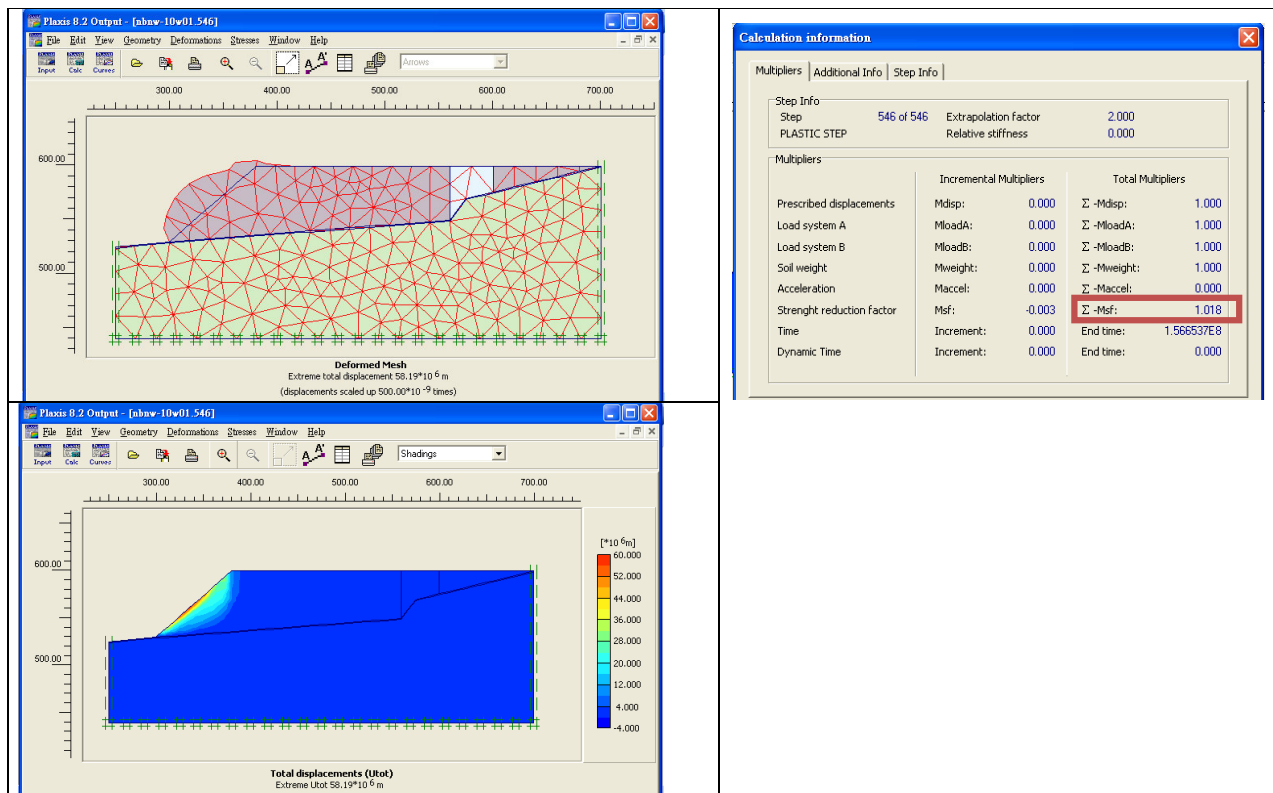 Plaxis 8.2 Output - [nbnw-10w01.546]
File Edit View Geometry Deformations Stresses Window Help
Input Calc Curves Arrows
300.00 400.00 500.00 600.00 700.00
600.00
500.00
Deformed Mesh
Extreme total displacement 58.19*10 6 m
(displacements scaled up 500.00*10 -9 times)
Calculation information
Multipliers Additional Info Step Info
Step Info
Step 546 of 546 Extrapolation factor 2.000
PLASTIC STEP Relative stiffness 0.000
Multipliers
Incremental Multipliers Total Multipliers
Prescribed displacements Mdisp: 0.000 Σ -Mdisp: 1.000
Load system A MloadA: 0.000 Σ -MloadA: 1.000
Load system B MloadB: 0.000 Σ -MloadB: 1.000
Soil weight Mweight: 0.000 Σ -Mweight: 1.000
Acceleration Maccel: 0.000 Σ -Maccel: 0.000
Strenght reduction factor Msf: -0.003 Σ -Msf: 1.018
Time Increment: 0.000 End time: 1.566537E8
Dynamic Time Increment: 0.000 End time: 0.000
Plaxis 8.2 Output - [nbnw-10w01.546]
File Edit View Geometry Deformations Stresses Window Help
Input Calc Curves Shadings
300.00 400.00 500.00 600.00 700.00
600.00
500.00
[*10 6m]
60.000
52.000
44.000
36.000
28.000
20.000
12.000
4.000
-4.000
Total displacements (Utot)
Extreme Utot 58.19*10 6 m